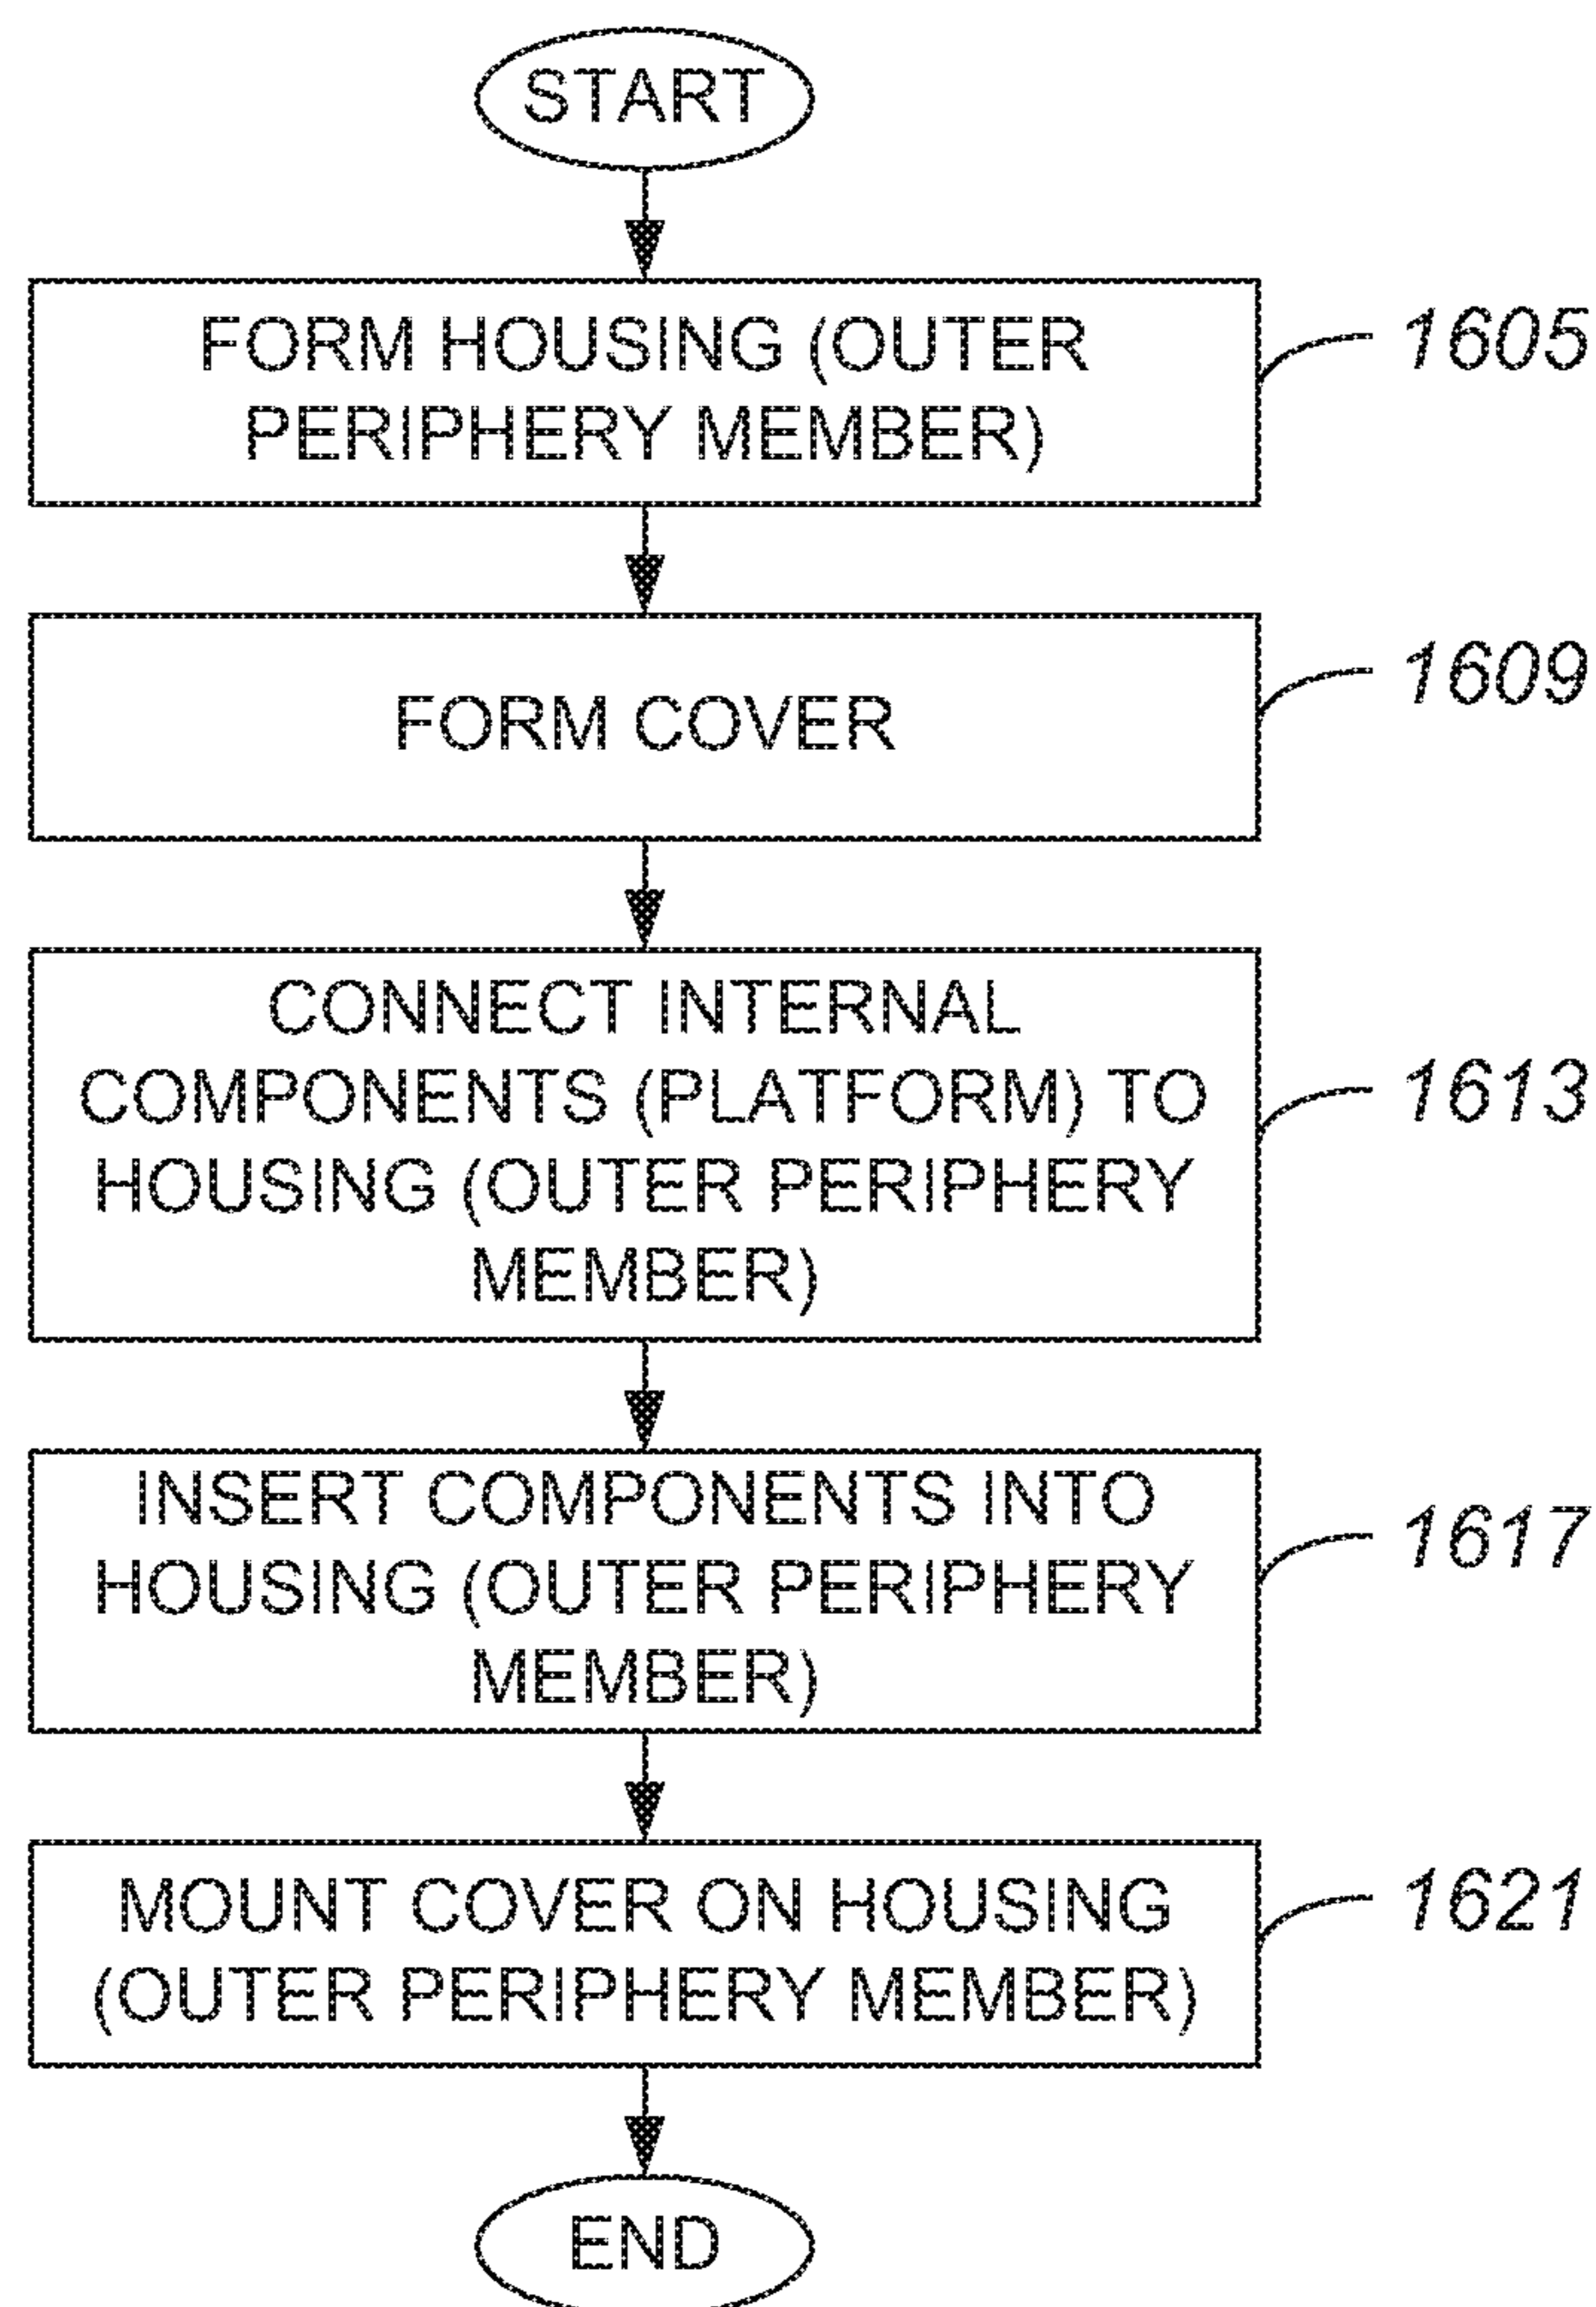 START
FORM HOUSING (OUTER
PERIPHERY MEMBER)
1605
FORM COVER
1609
CONNECT INTERNAL
COMPONENTS (PLATFORM) TO
HOUSING (OUTER PERIPHERY
MEMBER)
1613
INSERT COMPONENTS INTO
HOUSING (OUTER PERIPHERY
MEMBER)
1617
MOUNT COVER ON HOUSING
(OUTER PERIPHERY MEMBER)
1621
END